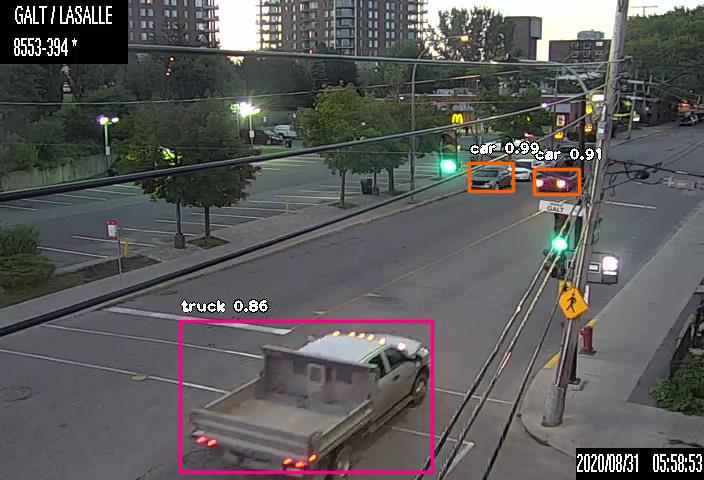 GALT / LASALLE
8553-394 *
car 0.99
car 0.91
GALT
truck 0.86
2020/08/31 05:58:53